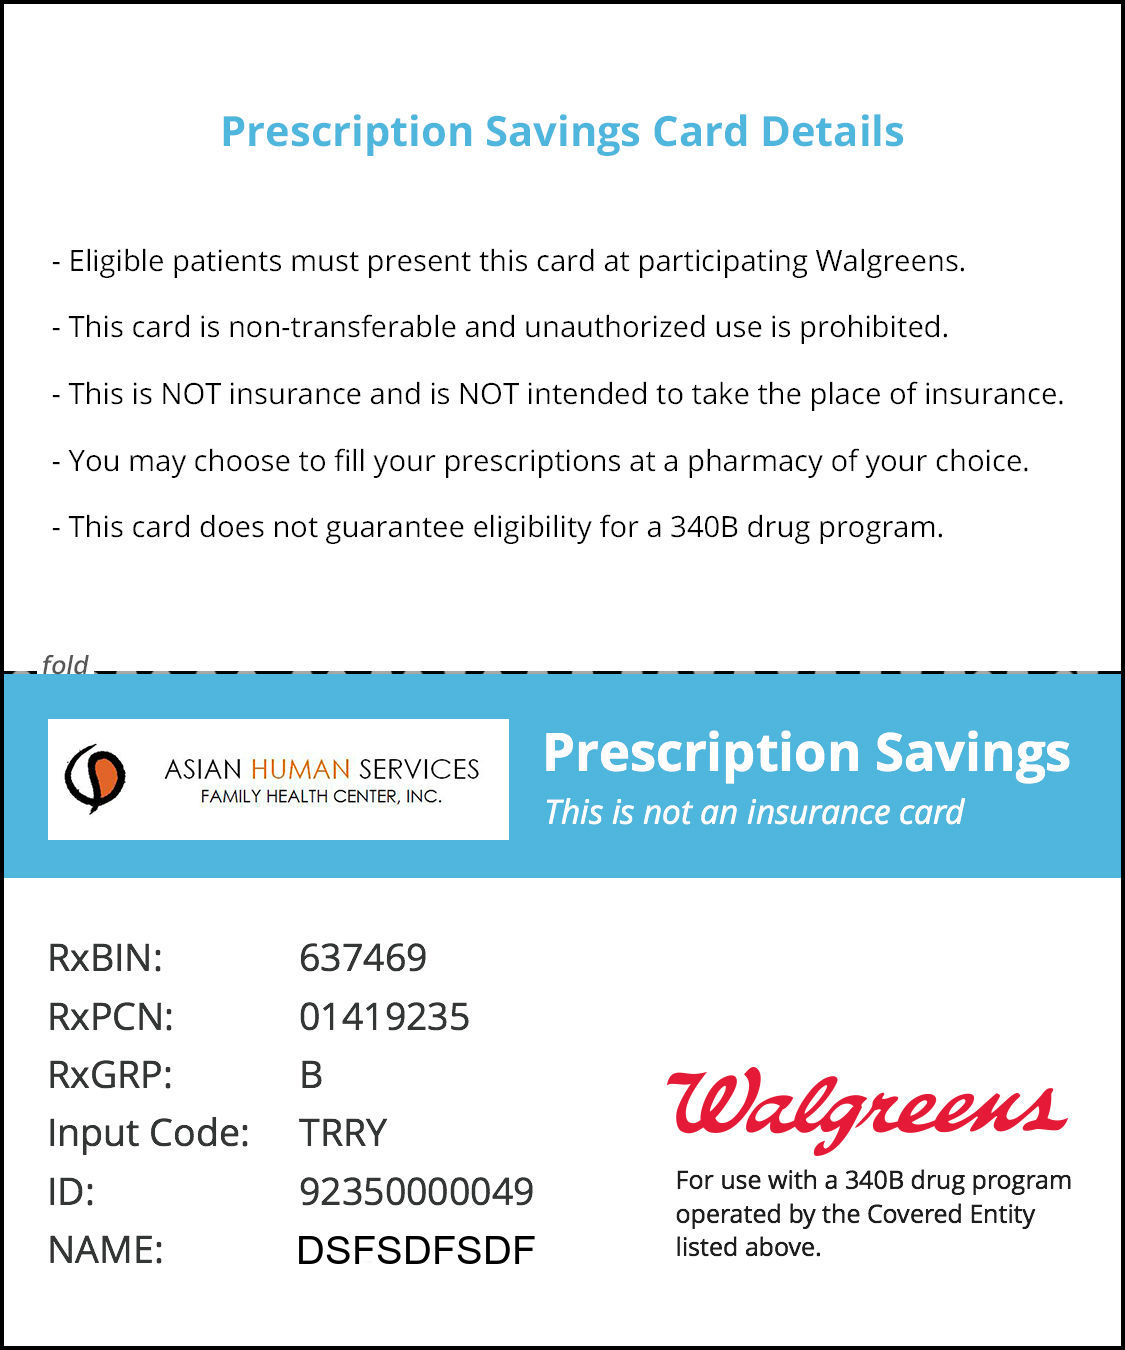 Prescription Savings Card Details
- Eligible patients must present this card at participating Walgreens.
- This card is non-transferable and unauthorized use is prohibited.
- This is NOT insurance and is NOT intended to take the place of insurance.
- You may choose to fill your prescriptions at a pharmacy of your choice.
- This card does not guarantee eligibility for a 340B drug program.
fold
ASIAN HUMAN SERVICES
FAMILY HEALTH CENTER, INC.
Prescription Savings
This is not an insurance card
RxBIN: 637469
RxPCN: 01419235
RxGRP: B
Input Code: TRRY
ID: 92350000049
NAME: DSFSDFSDF
Walgreens
For use with a 340B drug program
operated by the Covered Entity
listed above.